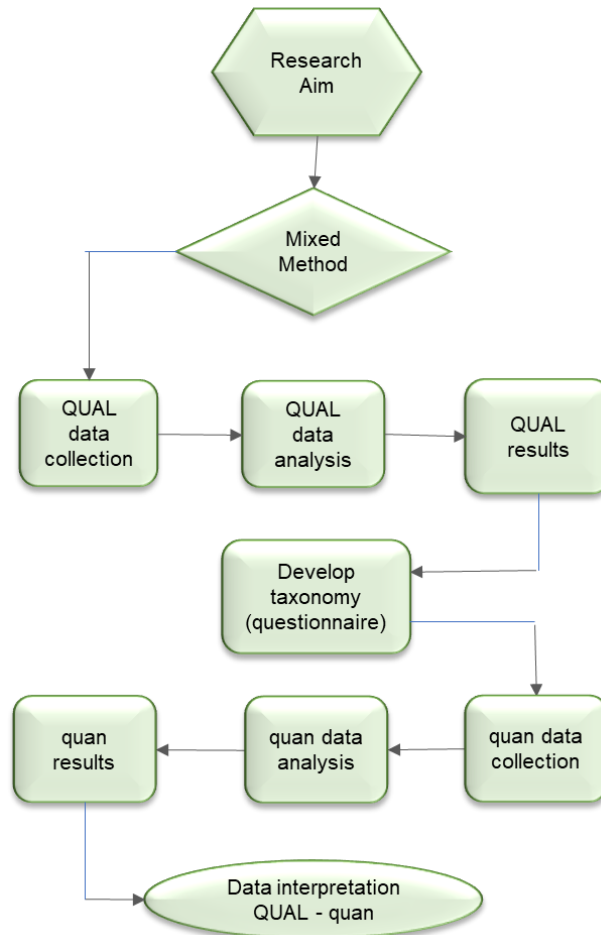 Research
Aim
Mixed
Method
QUAL
data
collection
QUAL
data
analysis
QUAL
results
Develop
taxonomy
(questionnaire)
quan
results
quan data
analysis
quan data
collection
Data interpretation
QUAL - quan